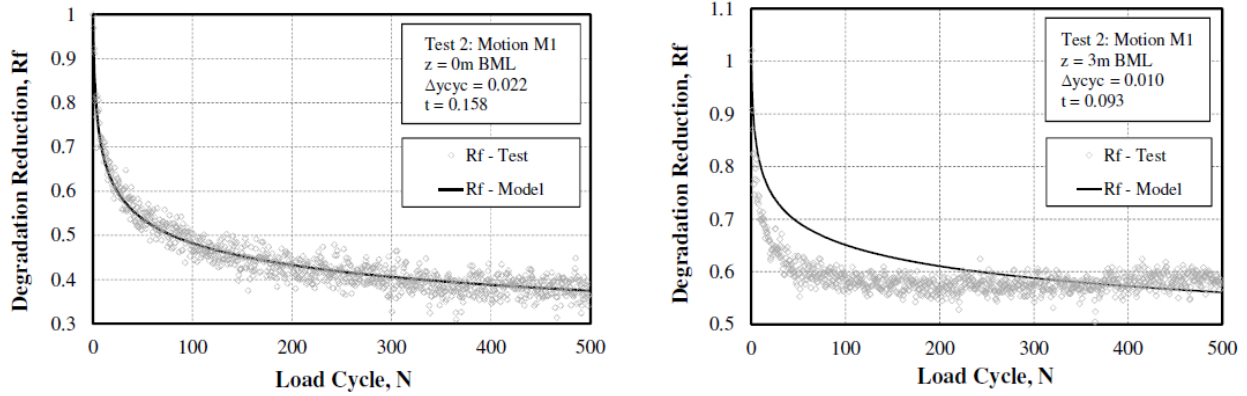 Degradation Reduction, Rf
1
0.9
0.8
0.7
0.6
0.5
0.4
0.3
Test 2: Motion M1
z = 0m BML
Δycyc = 0.022
t = 0.158
Rf - Test
Rf - Model
0
100
200
300
400
500
Load Cycle, N
Degradation Reduction, Rf
1.1
1
0.9
0.8
0.7
0.6
0.5
Test 2: Motion M1
z = 3m BML
Δycyc = 0.010
t = 0.093
Rf - Test
Rf - Model
0
100
200
300
400
500
Load Cycle, N